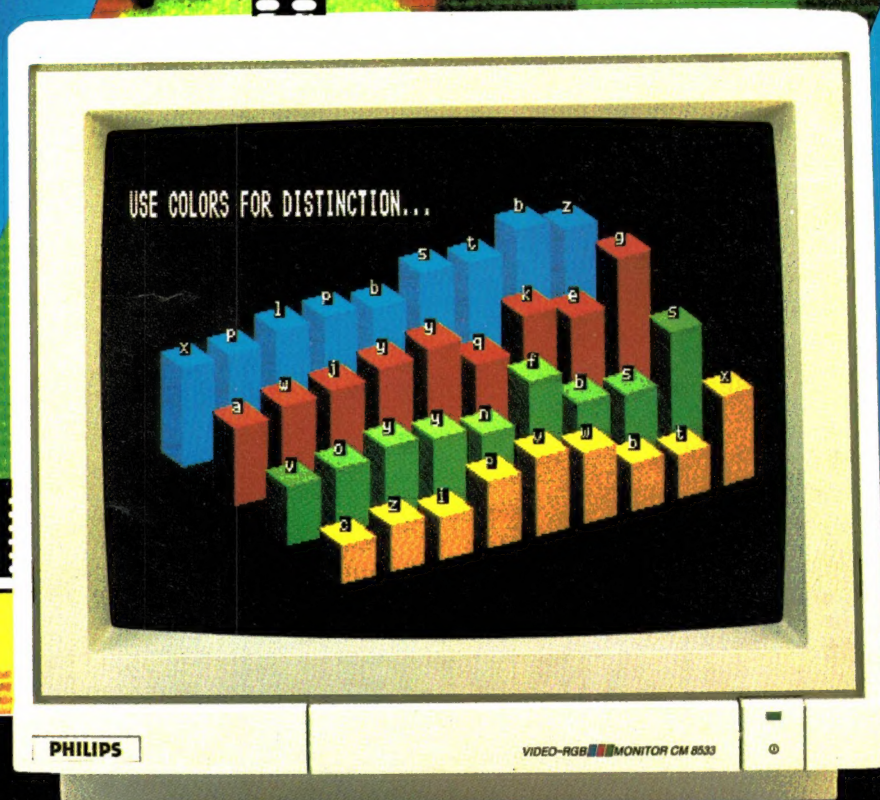 USE COLORS FOR DISTINCTION...
x p l p b s t b z
a w j y y q k e g
v o y y n f b s s
z i p v w b t x
PHILIPS
VIDEO-RGB MONITOR CM 8533